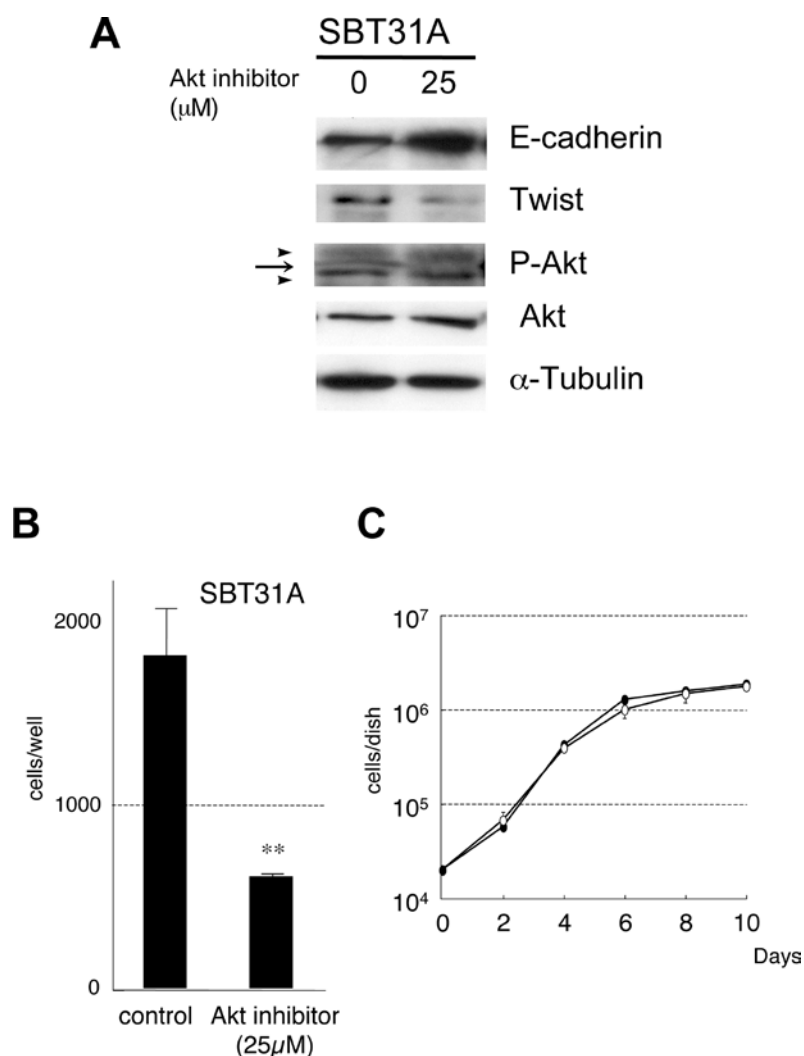 A
SBT31A
Akt inhibitor
(μM)
0 25
E-cadherin
Twist
P-Akt
Akt
α-Tubulin
B
SBT31A
2000
1000
0
cells/well
**
control
Akt inhibitor
(25μM)
C
10⁷
10⁶
10⁵
10⁴
cells/dish
0 2 4 6 8 10
Days